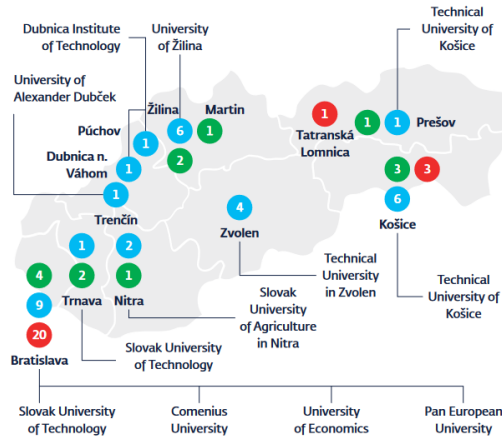 Dubnica Institute
of Technology
University
of Žilina
Technical
University of
Košice
University of
Alexander Dubček
Žilina
Martin
6
1
2
Púchov
1
Dubnica n.
Váhom
1
1
Trenčín
1
Tatranská
Lomnica
1
1
Prešov
3
3
6
Košice
4
Zvolen
1
2
Trnava
2
1
Nitra
4
9
20
Bratislava
Technical
University
in Zvolen
Slovak
University
of Agriculture
in Nitra
Technical
University of
Košice
Slovak University
of Technology
Slovak University
of Technology
Comenius
University
University
of Economics
Pan European
University